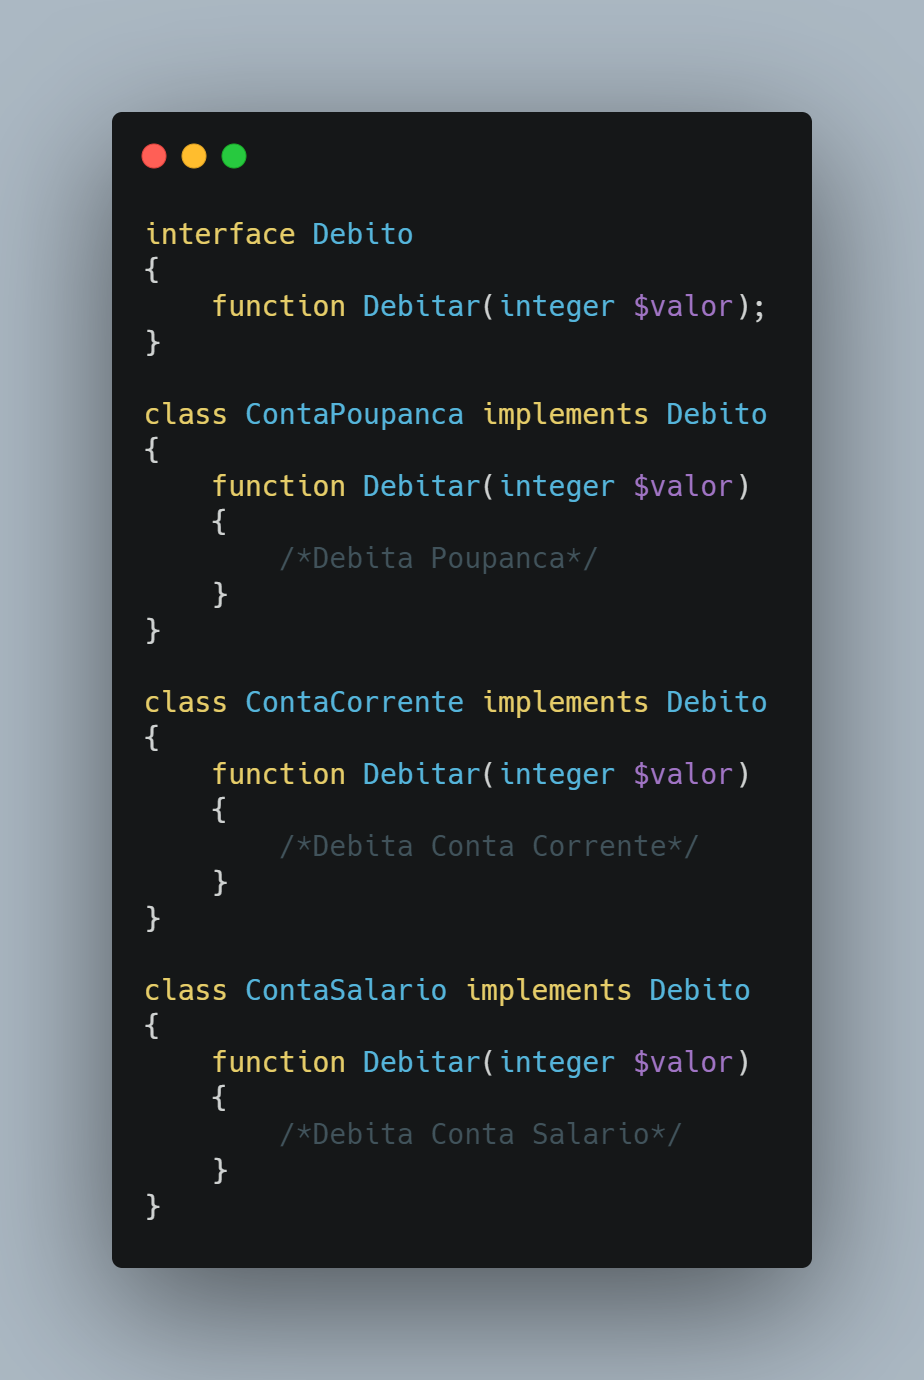 interface Debito
{
    function Debitar(integer $valor);
}

class ContaPoupanca implements Debito
{
    function Debitar(integer $valor)
    {
        /*Debita Poupanca*/
    }
}

class ContaCorrente implements Debito
{
    function Debitar(integer $valor)
    {
        /*Debita Conta Corrente*/
    }
}

class ContaSalario implements Debito
{
    function Debitar(integer $valor)
    {
        /*Debita Conta Salario*/
    }
}